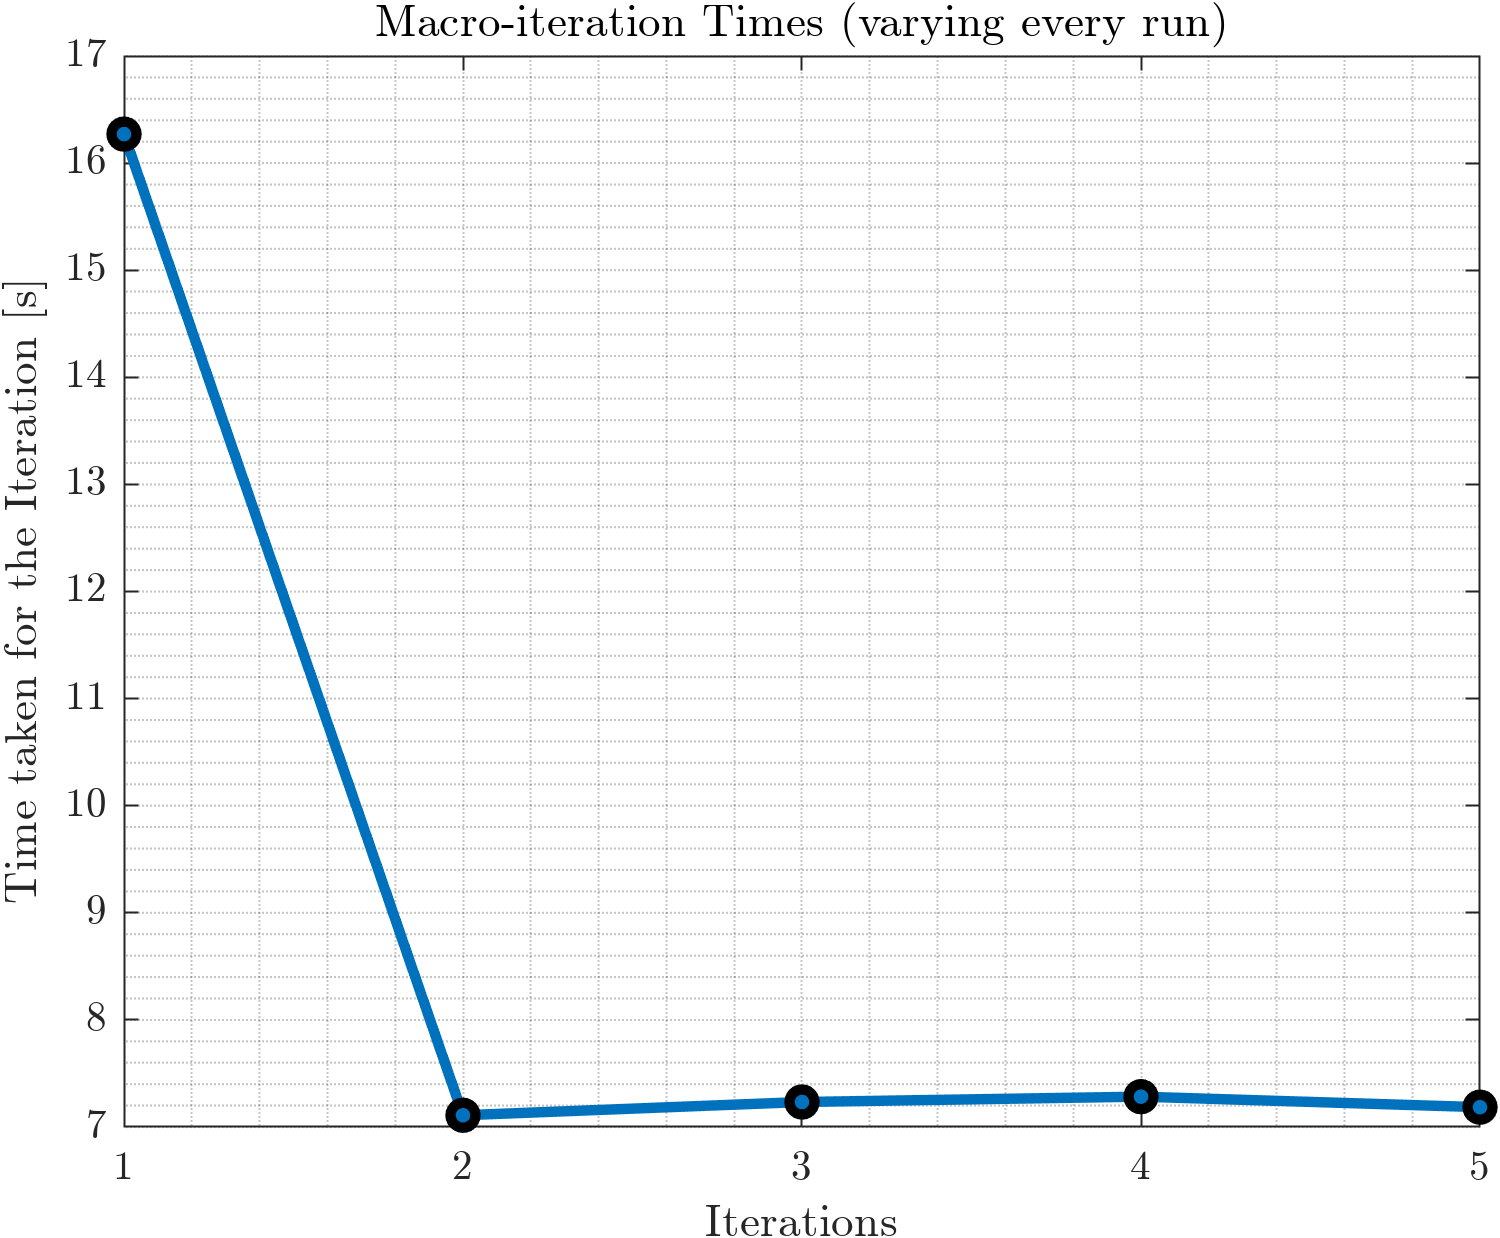 Macro-iteration Times (varying every run)
Time taken for the Iteration [s]
17
16
15
14
13
12
11
10
9
8
7
1 2 3 4 5
Iterations